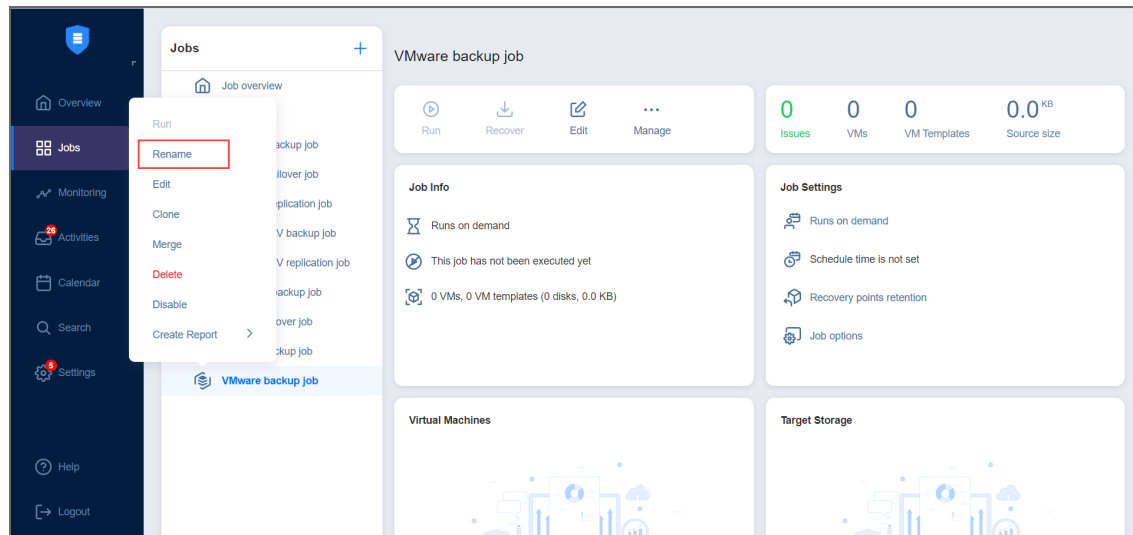 Overview
Jobs
Monitoring
26
Activities
Calendar
Search
5
Settings
Help
Logout
Jobs
Job overview
ackup job
ilover job
eplication job
V backup job
V replication job
backup job
over job
ckup job
VMware backup job
Run
Rename
Edit
Clone
Merge
Delete
Disable
Create Report
VMware backup job
Run
Recover
Edit
Manage
0
0
0
0.0 KB
Issues
VMs
VM Templates
Source size
Job Info
Runs on demand
This job has not been executed yet
0 VMs, 0 VM templates (0 disks, 0.0 KB)
Job Settings
Runs on demand
Schedule time is not set
Recovery points retention
Job options
Virtual Machines
Target Storage